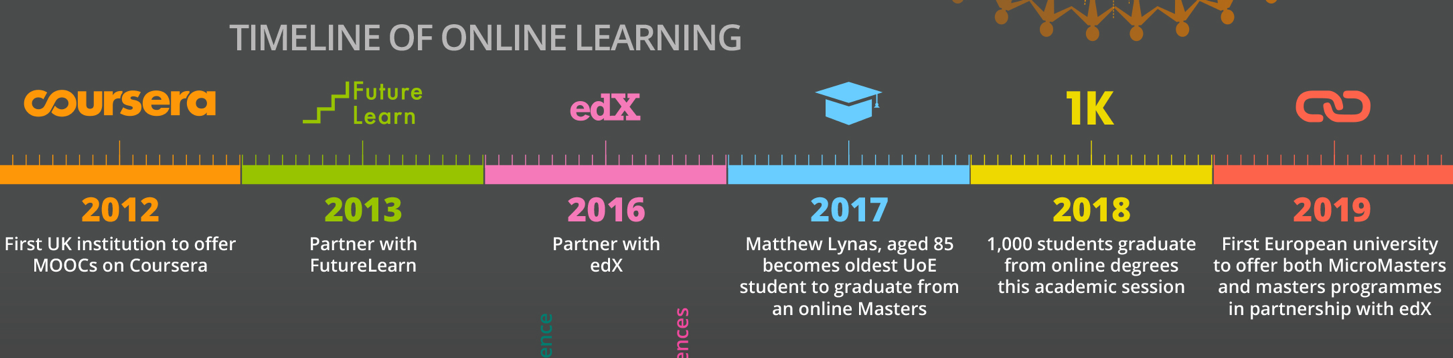 TIMELINE OF ONLINE LEARNING
coursera
Future
Learn
edX
1K
2012
First UK institution to offer
MOOCs on Coursera
2013
Partner with
FutureLearn
2016
Partner with
edX
2017
Matthew Lynas, aged 85
becomes oldest UoE
student to graduate from
an online Masters
2018
1,000 students graduate
from online degrees
this academic session
2019
First European university
to offer both MicroMasters
and masters programmes
in partnership with edX